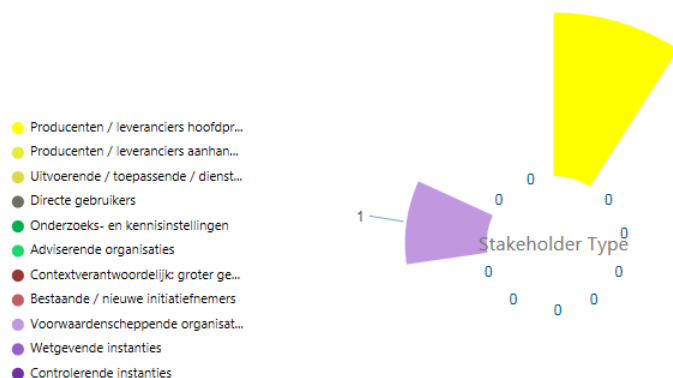 Producenten / leveranciers hoofdpr...
Producenten / leveranciers aanhan...
Uitvoerende / toepassende / dienst...
Directe gebruikers
Onderzoeks- en kennisinstellingen
Adviserende organisaties
Contextverantwoordelijk: groter ge...
Bestaande / nieuwe initiatiefnemers
Voorwaardenscheppende organisat...
Wetgevende instanties
Controlerende instanties
0
0
0
1
0
Stakeholder Type
0
0
0
0
0